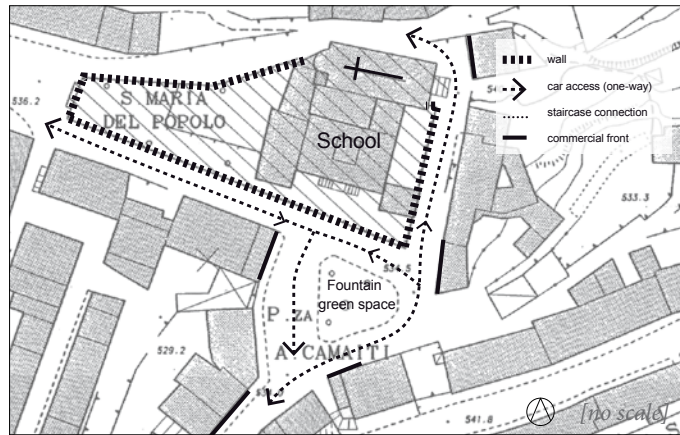 wall
car access (one-way)
staircase connection
commercial front
536.2
S MARIA
DEL POPOLO
School
533.3
534.5
Fountain
green space
P.ZA
A.CAMAITI
529.2
541.8
[no scale]